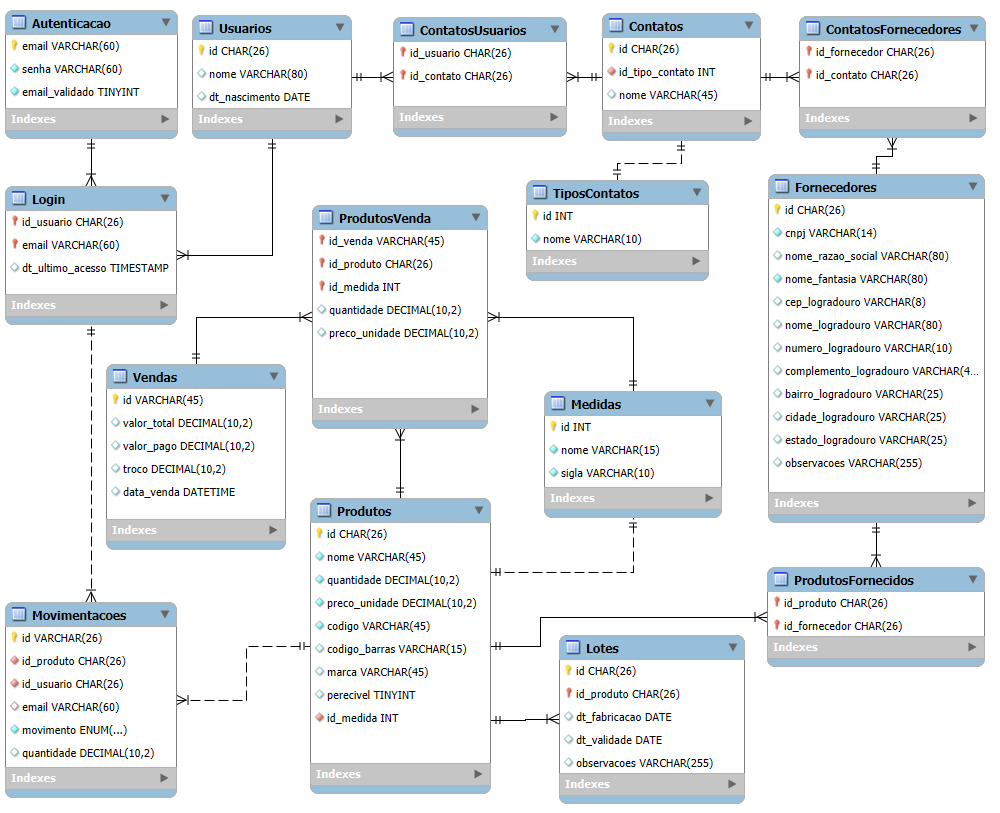 Autenticacao
email VARCHAR(60)
senha VARCHAR(60)
email_validado TINYINT
Indexes
Usuarios
id CHAR(26)
nome VARCHAR(80)
dt_nascimento DATE
Indexes
ContatosUsuarios
id_usuario CHAR(26)
id_contato CHAR(26)
Indexes
Contatos
id CHAR(26)
id_tipo_contato INT
nome VARCHAR(45)
Indexes
ContatosFornecedores
id_fornecedor CHAR(26)
id_contato CHAR(26)
Indexes
Login
id_usuario CHAR(26)
email VARCHAR(60)
dt_ultimo_acesso TIMESTAMP
Indexes
ProdutosVenda
id_venda VARCHAR(45)
id_produto CHAR(26)
id_medida INT
quantidade DECIMAL(10,2)
preco_unidade DECIMAL(10,2)
Indexes
TiposContatos
id INT
nome VARCHAR(10)
Indexes
Fornecedores
id CHAR(26)
cnpj VARCHAR(14)
nome_razao_social VARCHAR(80)
nome_fantasia VARCHAR(80)
cep_logradouro VARCHAR(8)
nome_logradouro VARCHAR(80)
numero_logradouro VARCHAR(10)
complemento_logradouro VARCHAR(4...
bairro_logradouro VARCHAR(25)
cidade_logradouro VARCHAR(25)
estado_logradouro VARCHAR(25)
observacoes VARCHAR(255)
Indexes
Vendas
id VARCHAR(45)
valor_total DECIMAL(10,2)
valor_pago DECIMAL(10,2)
troco DECIMAL(10,2)
data_venda DATETIME
Indexes
Medidas
id INT
nome VARCHAR(15)
sigla VARCHAR(10)
Indexes
Produtos
id CHAR(26)
nome VARCHAR(45)
quantidade DECIMAL(10,2)
preco_unidade DECIMAL(10,2)
codigo VARCHAR(45)
codigo_barras VARCHAR(15)
marca VARCHAR(45)
perecivel TINYINT
id_medida INT
Indexes
ProdutosFornecidos
id_produto CHAR(26)
id_fornecedor CHAR(26)
Indexes
Movimentacoes
id VARCHAR(26)
id_produto CHAR(26)
id_usuario CHAR(26)
email VARCHAR(60)
movimento ENUM(...)
quantidade DECIMAL(10,2)
Indexes
Lotes
id CHAR(26)
id_produto CHAR(26)
dt_fabricacao DATE
dt_validade DATE
observacoes VARCHAR(255)
Indexes